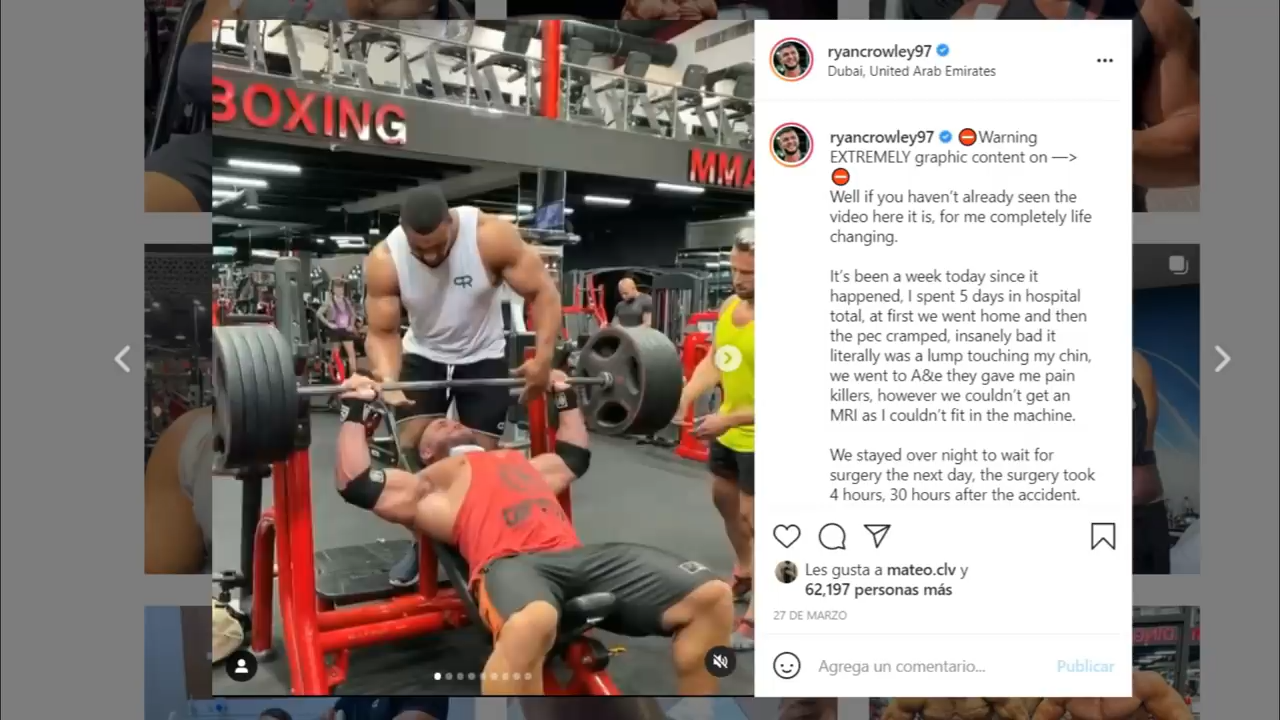 BOXING
MMA
ryancrowley97
Dubai, United Arab Emirates
ryancrowley97 ⛔Warning
EXTREMELY graphic content on —>
⛔
Well if you haven't already seen the
video here it is, for me completely life
changing.
It's been a week today since it
happened, I spent 5 days in hospital
total, at first we went home and then
the pec cramped, insanely bad it
literally was a lump touching my chin,
we went to A&e they gave me pain
killers, however we couldn't get an
MRI as I couldn't fit in the machine.
We stayed over night to wait for
surgery the next day, the surgery took
4 hours, 30 hours after the accident.
Les gusta a mateo.clv y
62,197 personas más
27 DE MARZO
Agrega un comentario...
Publicar